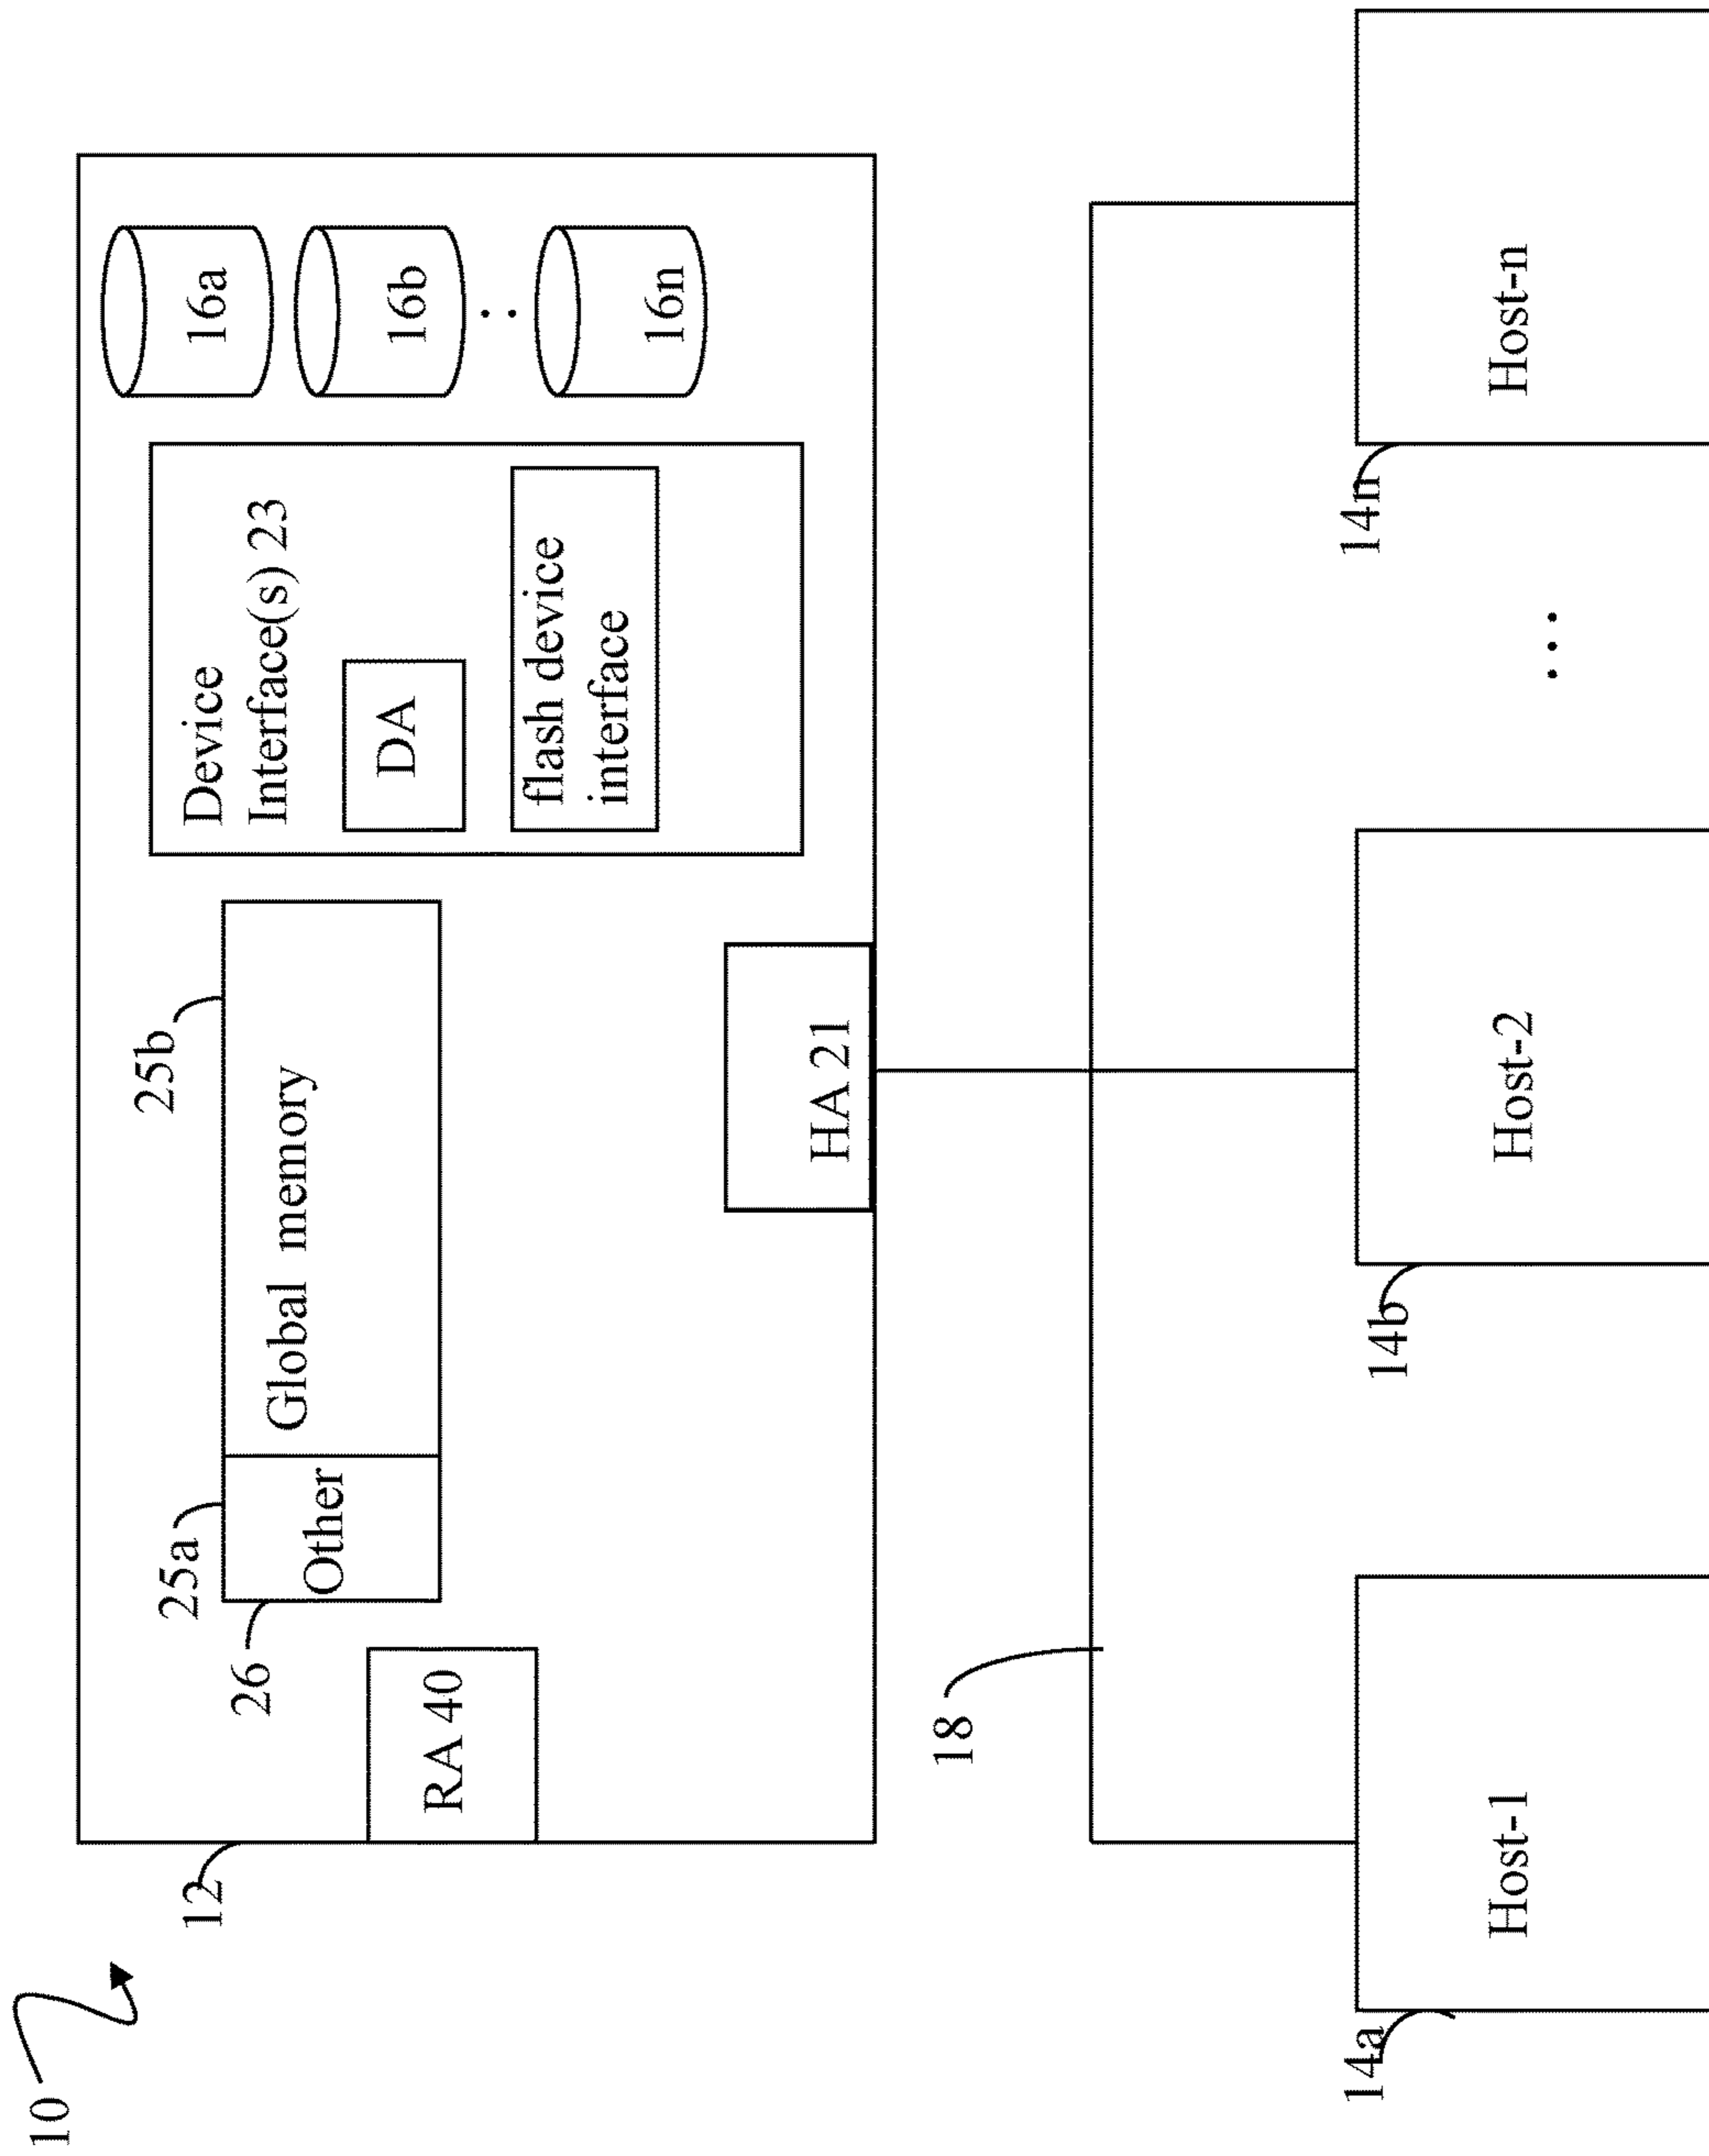 10
12
RA 40
26
25a
Other
25b
Global memory
Device
Interface(s) 23
DA
flash device
interface
16a
16b
:
16n
HA 21
18
14a
Host-1
14b
Host-2
...
14n
Host-n